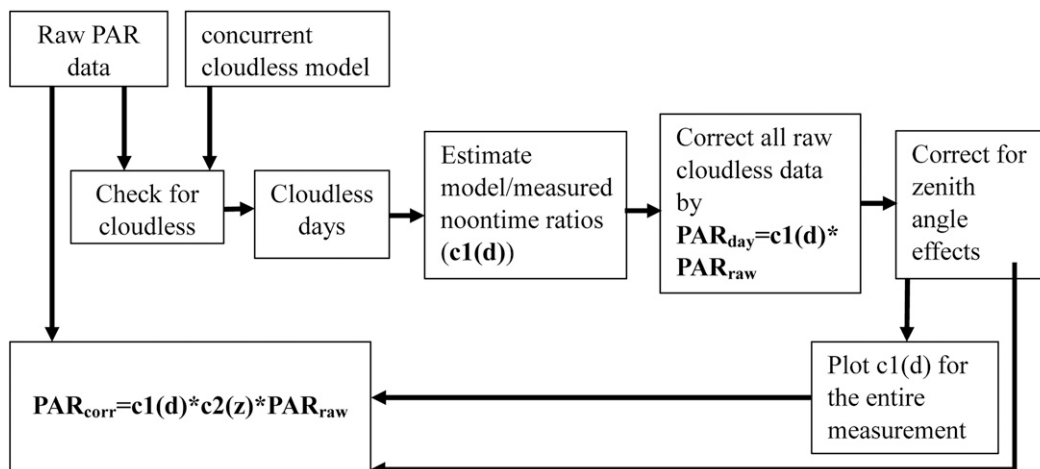 Raw PAR
data
concurrent
cloudless model
Check for
cloudless
Cloudless
days
Estimate
model/measured
noontime ratios
(c1(d))
Correct all raw
cloudless data
by
PARday=c1(d)*
PARraw
Correct for
zenith
angle
effects
Plot c1(d) for
the entire
measurement
PARcorr=c1(d)*c2(z)*PARraw